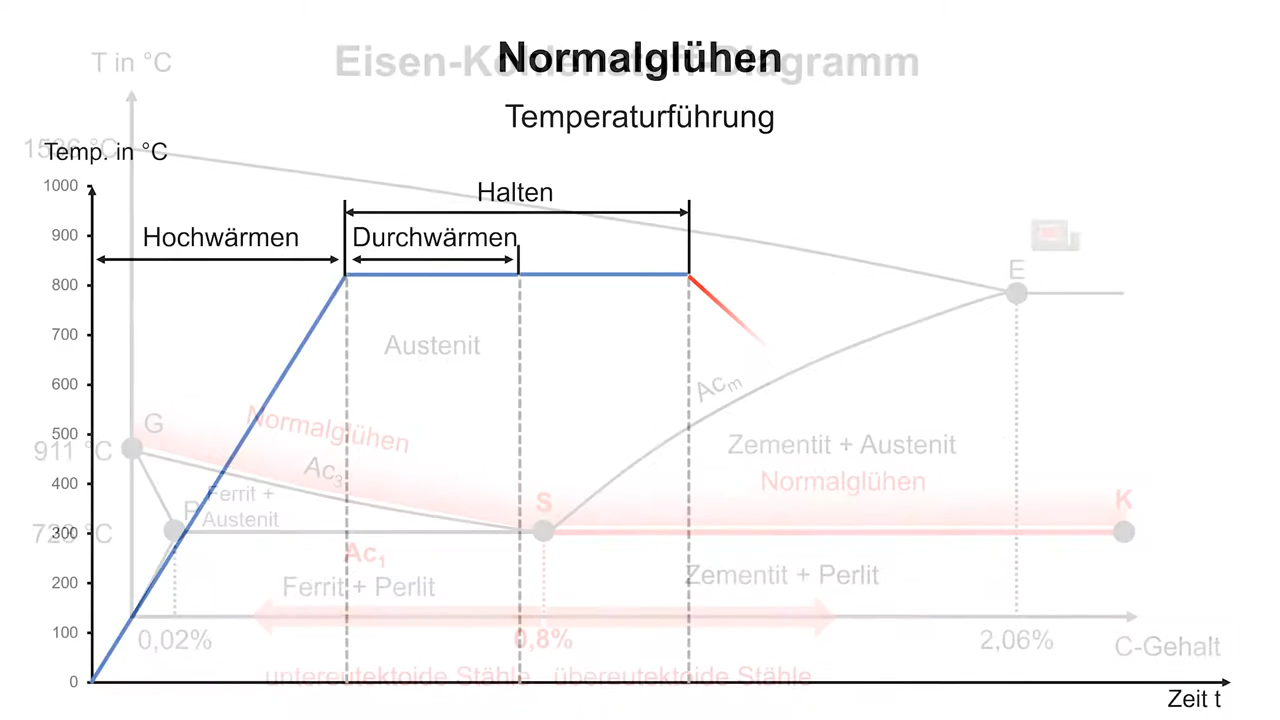 Normalglühen
Eisen-Kohlenstoff-Diagramm
T in °C
Temperaturführung
1536 °C
Temp. in °C
1000
900
800
700
600
500
400
300
200
100
0
Halten
Hochwärmen
Durchwärmen
E
Austenit
Acm
G
Normalglühen
911 °C
Ac3
Zementit + Austenit
Normalglühen
Ferrit +
Austenit
P
S
K
723 °C
Ac1
Ferrit + Perlit
Zementit + Perlit
0,02%
0,8%
2,06%
C-Gehalt
untereutektoide Stähle
übereutektoide Stähle
Zeit t